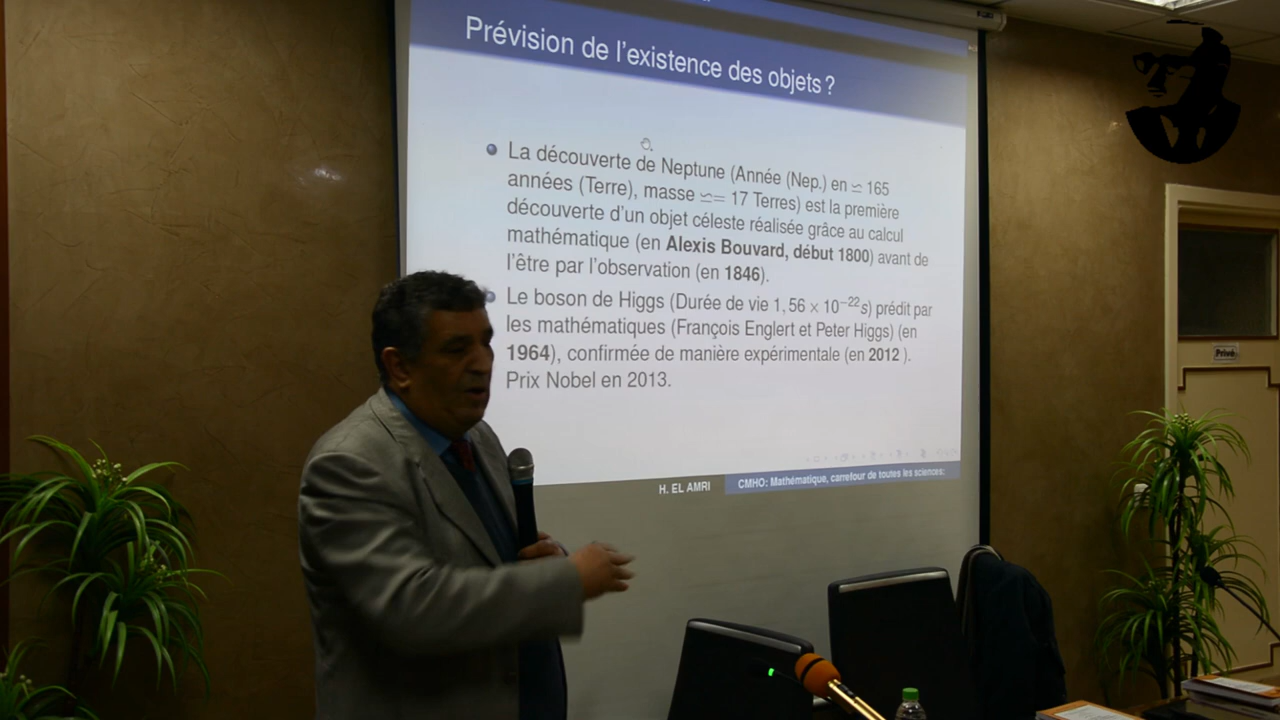 Prévision de l'existence des objets ?
La découverte de Neptune (Année (Nep.) en ≃ 165
années (Terre), masse ≃= 17 Terres) est la première
découverte d'un objet céleste réalisée grâce au calcul
mathématique (en Alexis Bouvard, début 1800) avant de
l'être par l'observation (en 1846).
Le boson de Higgs (Durée de vie 1, 56 × 10⁻²²s) prédit par
les mathématiques (François Englert et Peter Higgs) (en
1964), confirmée de manière expérimentale (en 2012 ).
Prix Nobel en 2013.
H. EL AMRI
CMHO: Mathématique, carrefour de toutes les sciences:
Privé